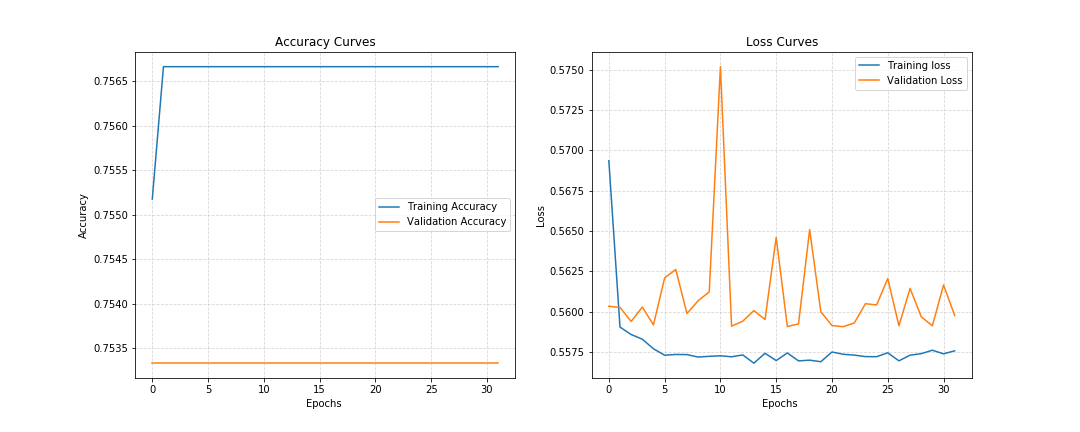 Accuracy Curves
0.7565
0.7560
0.7555
0.7550
0.7545
0.7540
0.7535
Accuracy
Training Accuracy
Validation Accuracy
0 5 10 15 20 25 30
Epochs
Loss Curves
0.5750
0.5725
0.5700
0.5675
0.5650
0.5625
0.5600
0.5575
Loss
Training loss
Validation Loss
0 5 10 15 20 25 30
Epochs